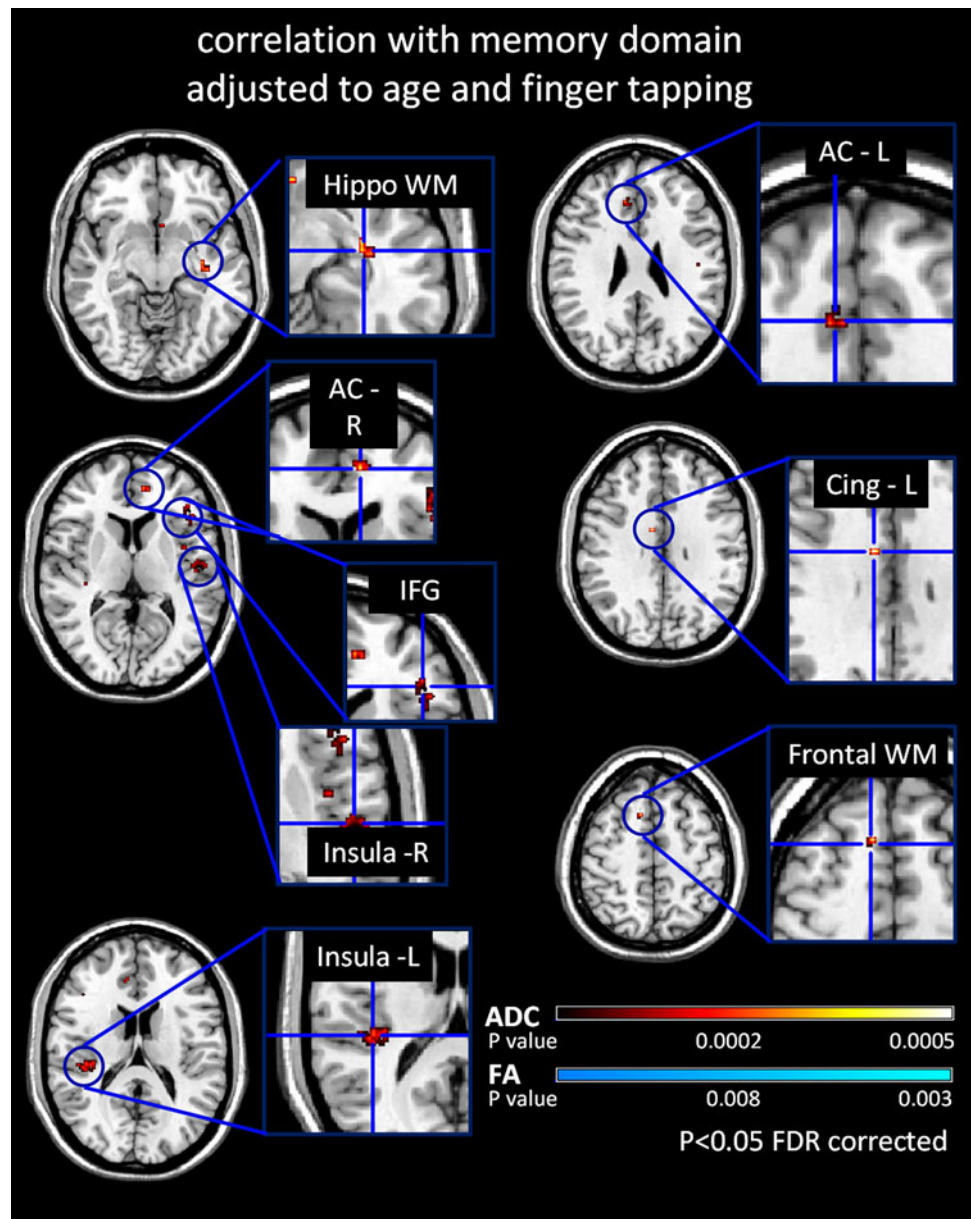 correlation with memory domain
adjusted to age and finger tapping
Hippo WM
AC - L
AC -
R
Cing - L
IFG
Insula -R
Frontal WM
Insula -L
ADC
P value 0.0002 0.0005
FA
P value 0.008 0.003
P<0.05 FDR corrected